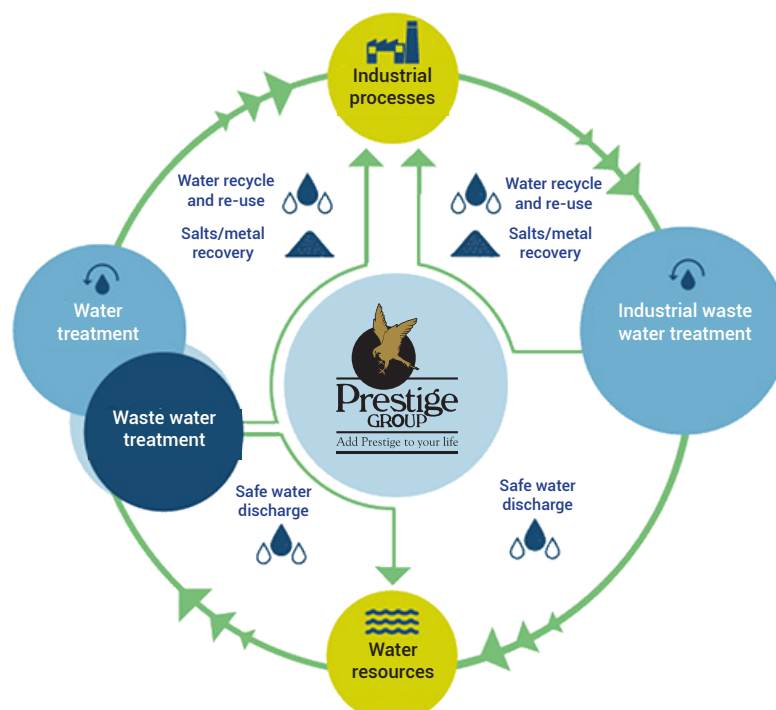 Industrial
processes
Water recycle
and re-use
Salts/metal
recovery
Water recycle
and re-use
Salts/metal
recovery
Water
treatment
Industrial waste
water treatment
Waste water
treatment
Prestige
GROUP
Add Prestige to your life
Safe water
discharge
Safe water
discharge
Water
resources